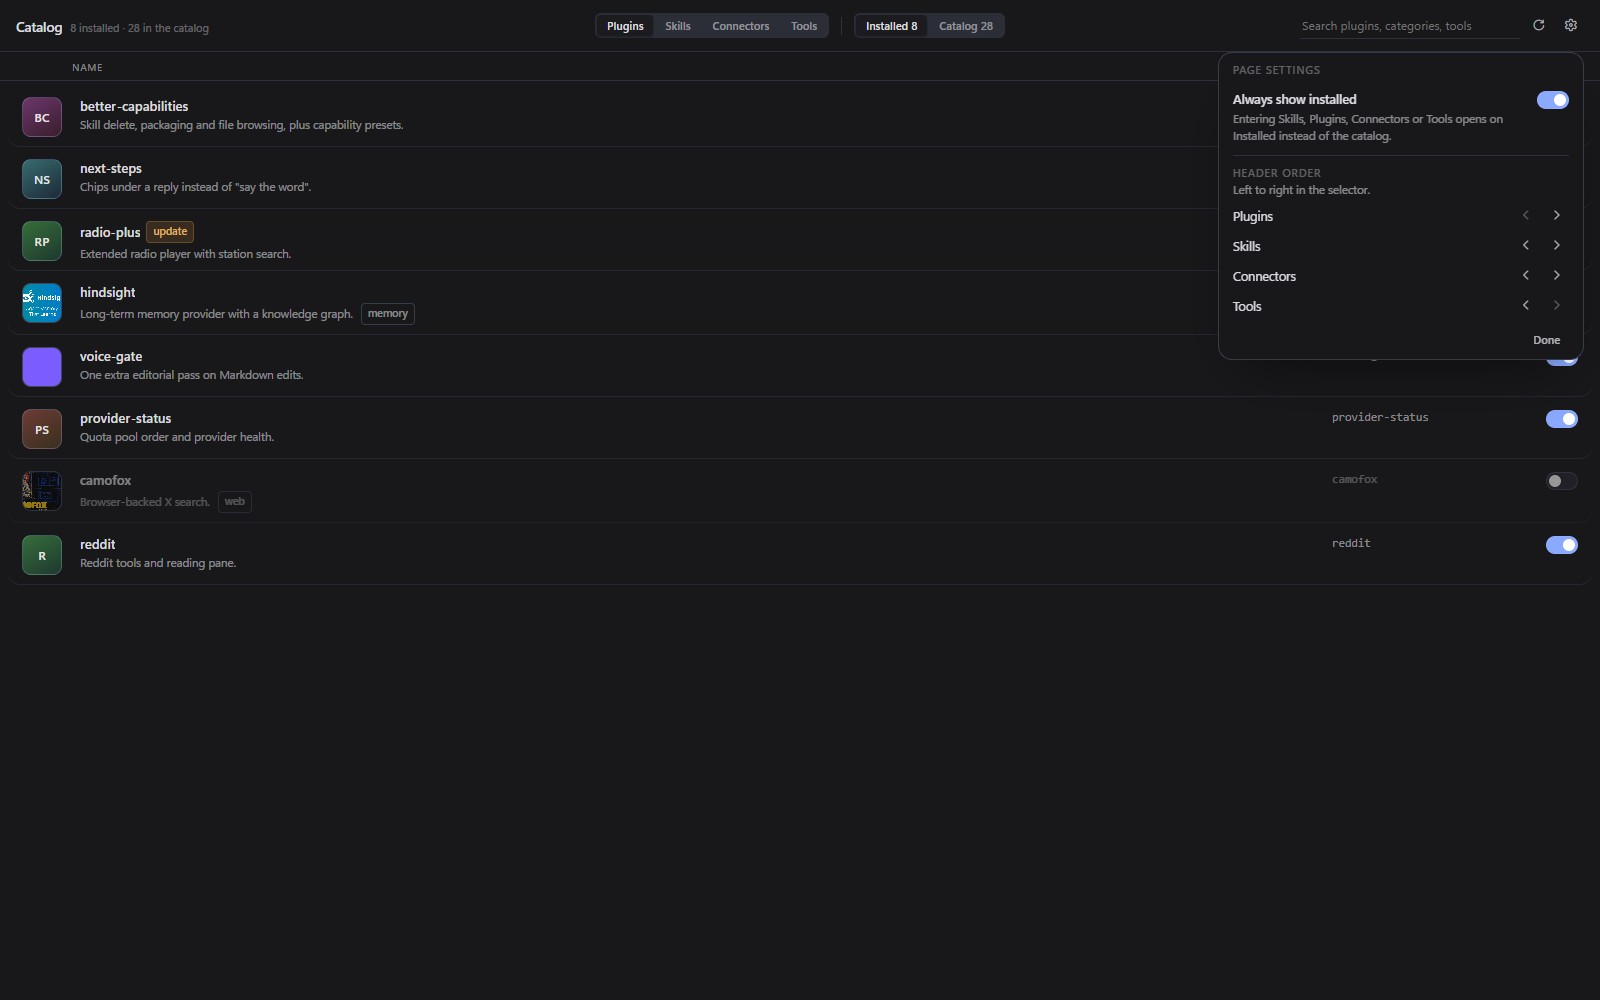 Catalog 8 installed · 28 in the catalog
Plugins Skills Connectors Tools
Installed 8 Catalog 28
Search plugins, categories, tools
NAME
BC
better-capabilities
Skill delete, packaging and file browsing, plus capability presets.
NS
next-steps
Chips under a reply instead of "say the word".
RP
radio-plus update
Extended radio player with station search.
hindsight
Long-term memory provider with a knowledge graph. memory
voice-gate
One extra editorial pass on Markdown edits.
PS
provider-status
Quota pool order and provider health.
provider-status
camofox
Browser-backed X search. web
camofox
R
reddit
Reddit tools and reading pane.
reddit
PAGE SETTINGS
Always show installed
Entering Skills, Plugins, Connectors or Tools opens on
Installed instead of the catalog.
HEADER ORDER
Left to right in the selector.
Plugins
Skills
Connectors
Tools
Done